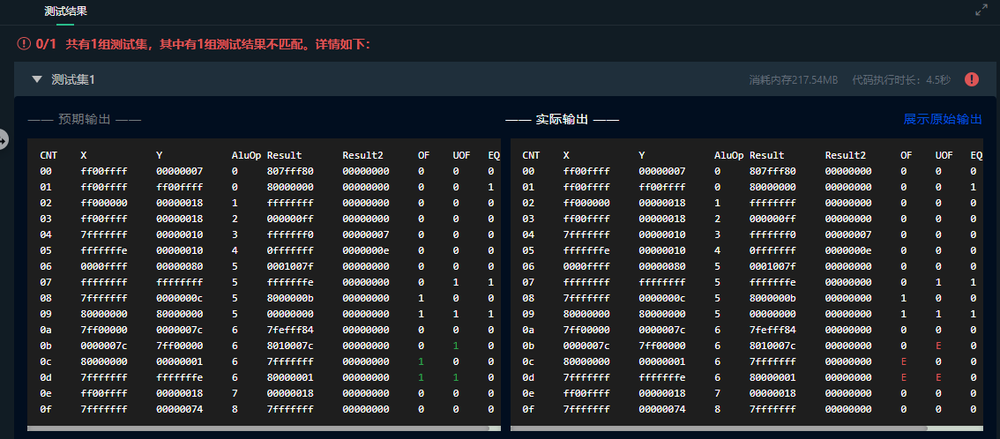 测试结果
0/1 共有1组测试集，其中有1组测试结果不匹配。详情如下：
测试集1 消耗内存217.54MB 代码执行时长：4.5秒
—— 预期输出 —— —— 实际输出 —— 展示原始输出
CNT X Y AluOp Result Result2 OF UOF EQ CNT X Y AluOp Result Result2 OF UOF EQ
00 ff00ffff 00000007 0 807fff80 00000000 0 0 0 00 ff00ffff 00000007 0 807fff80 00000000 0 0 0
01 ff00ffff ff00ffff 0 80000000 00000000 0 0 1 01 ff00ffff ff00ffff 0 80000000 00000000 0 0 1
02 ff000000 00000018 1 ffffffff 00000000 0 0 0 02 ff000000 00000018 1 ffffffff 00000000 0 0 0
03 ff00ffff 00000018 2 000000ff 00000000 0 0 0 03 ff00ffff 00000018 2 000000ff 00000000 0 0 0
04 7fffffff 00000010 3 fffffff0 00000007 0 0 0 04 7fffffff 00000010 3 fffffff0 00000007 0 0 0
05 fffffffe 00000010 4 0fffffff 0000000e 0 0 0 05 fffffffe 00000010 4 0fffffff 0000000e 0 0 0
06 0000ffff 00000080 5 0001007f 00000000 0 0 0 06 0000ffff 00000080 5 0001007f 00000000 0 0 0
07 ffffffff ffffffff 5 fffffffe 00000000 0 1 1 07 ffffffff ffffffff 5 fffffffe 00000000 0 1 1
08 7fffffff 0000000c 5 8000000b 00000000 1 0 0 08 7fffffff 0000000c 5 8000000b 00000000 1 0 0
09 80000000 80000000 5 00000000 00000000 1 1 1 09 80000000 80000000 5 00000000 00000000 1 1 1
0a 7ff00000 0000007c 6 7fefff84 00000000 0 0 0 0a 7ff00000 0000007c 6 7fefff84 00000000 0 0 0
0b 0000007c 7ff00000 6 8010007c 00000000 0 1 0 0b 0000007c 7ff00000 6 8010007c 00000000 0 E 0
0c 80000000 00000001 6 7fffffff 00000000 1 0 0 0c 80000000 00000001 6 7fffffff 00000000 E 0 0
0d 7fffffff fffffffe 6 80000001 00000000 1 1 0 0d 7fffffff fffffffe 6 80000001 00000000 E E 0
0e ff00ffff 00000018 7 00000018 00000000 0 0 0 0e ff00ffff 00000018 7 00000018 00000000 0 0 0
0f 7fffffff 00000074 8 7fffffff 00000000 0 0 0 0f 7fffffff 00000074 8 7fffffff 00000000 0 0 0